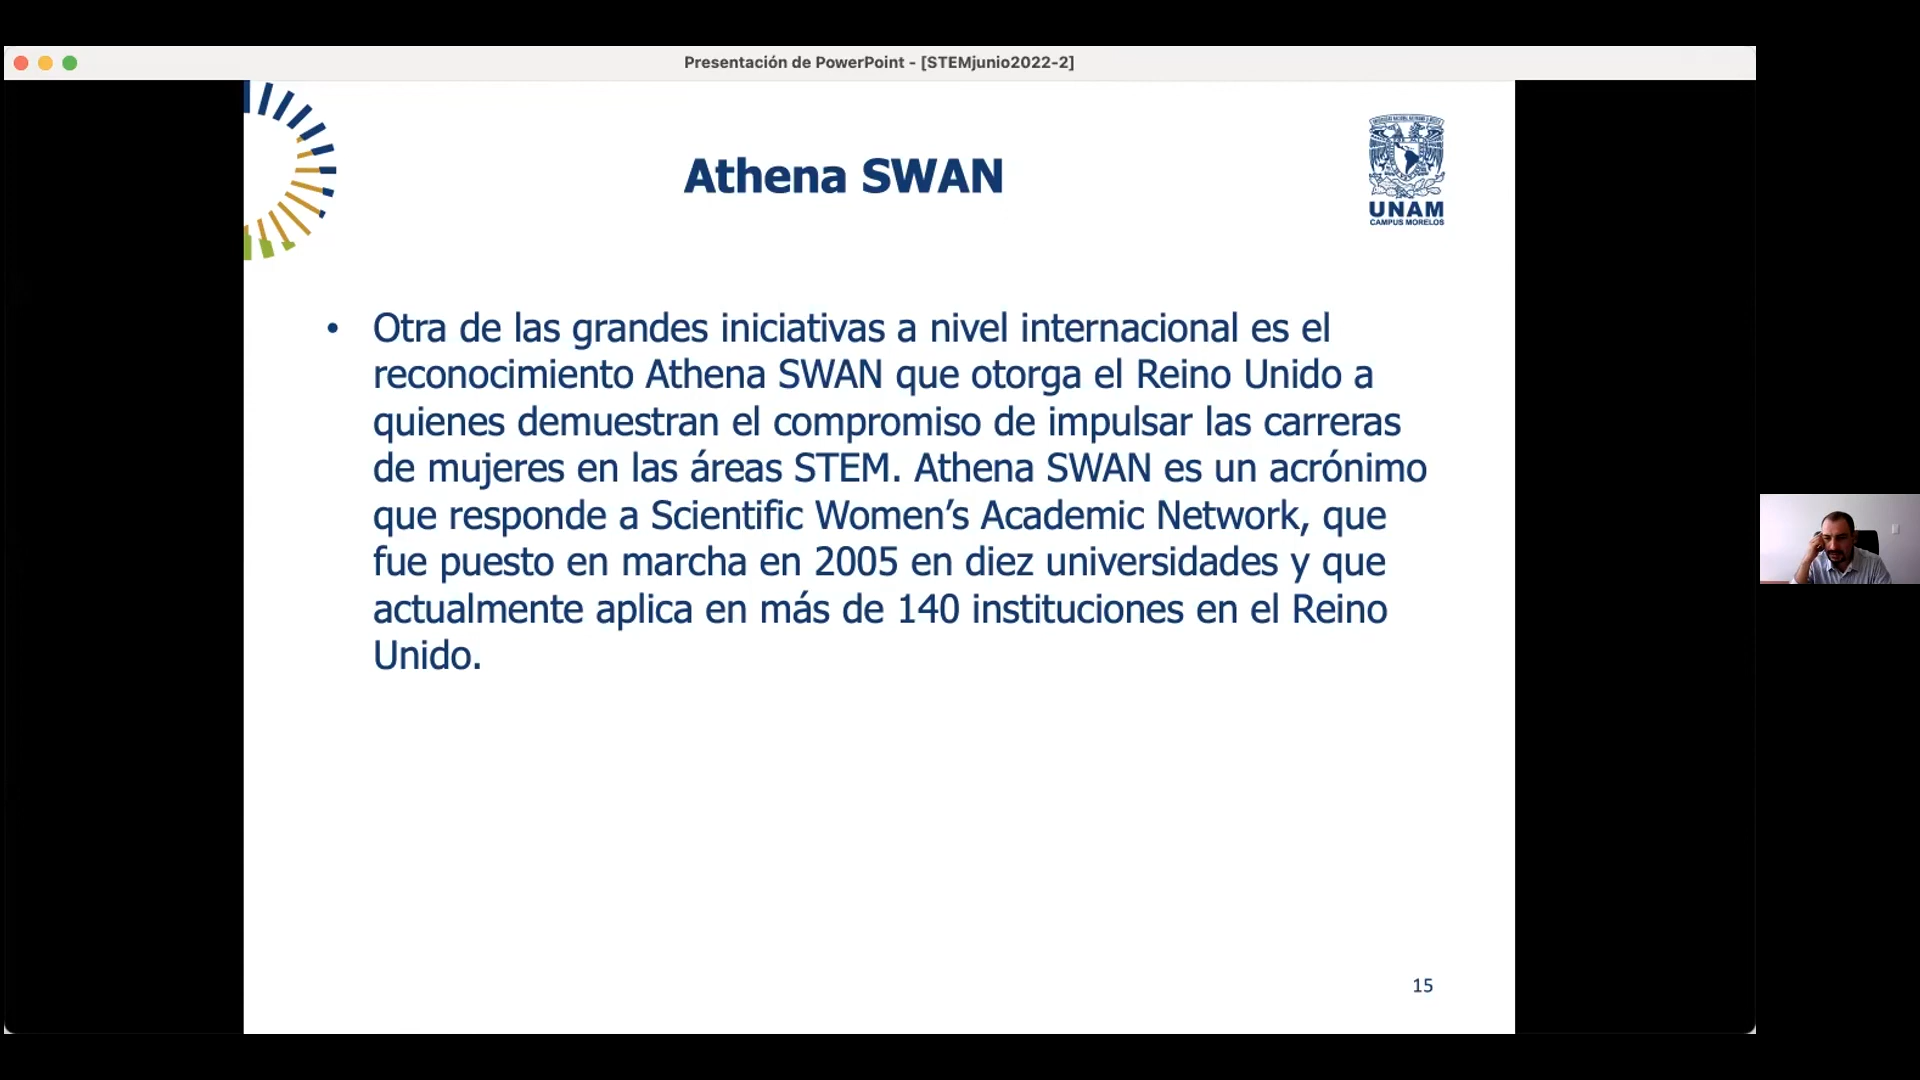 Presentación de PowerPoint - [STEMjunio2022-2]
Athena SWAN
UNAM
CAMPUS MORELOS
• Otra de las grandes iniciativas a nivel internacional es el
reconocimiento Athena SWAN que otorga el Reino Unido a
quienes demuestran el compromiso de impulsar las carreras
de mujeres en las áreas STEM. Athena SWAN es un acrónimo
que responde a Scientific Women’s Academic Network, que
fue puesto en marcha en 2005 en diez universidades y que
actualmente aplica en más de 140 instituciones en el Reino
Unido.
15